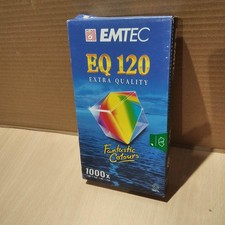 EMTEC
EQ 120
EXTRA QUALITY
Fantastic
Colours
1000x